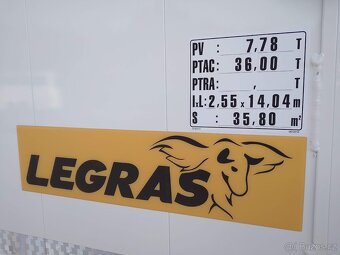 PV : 7,78 T
PTAC: 36,00 T
PTRA: , T
L.L: 2.55 x 14,04 m
S : 35,80 m²
LEGRAS